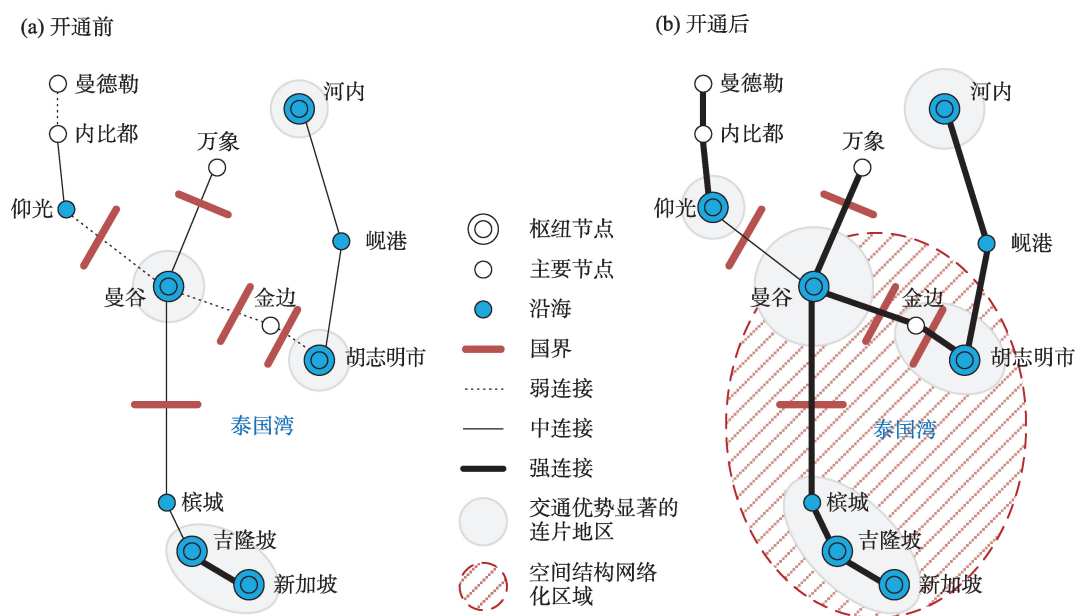 (a) 开通前
曼德勒
内比都
仰光
万象
河内
岘港
曼谷
金边
胡志明市
泰国湾
槟城
吉隆坡
新加坡
枢纽节点
主要节点
沿海
国界
弱连接
中连接
强连接
交通优势显著的
连片地区
空间结构网络
化区域
(b) 开通后
曼德勒
内比都
仰光
万象
河内
岘港
曼谷
金边
胡志明市
泰国湾
槟城
吉隆坡
新加坡